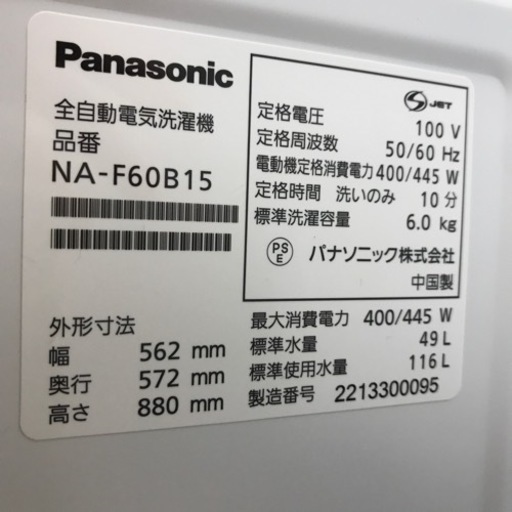 Panasonic
全自動電気洗濯機
品番
NA-F60B15
外形寸法
幅 562 mm
奥行 572 mm
高さ 880 mm
S JET
定格電圧 100 V
定格周波数 50/60 Hz
電動機定格消費電力 400/445 W
定格時間 洗いのみ 10 分
標準洗濯容量 6.0 kg
PS E パナソニック株式会社
中国製
最大消費電力 400/445 W
標準水量 49 L
標準使用水量 116 L
製造番号 2213300095